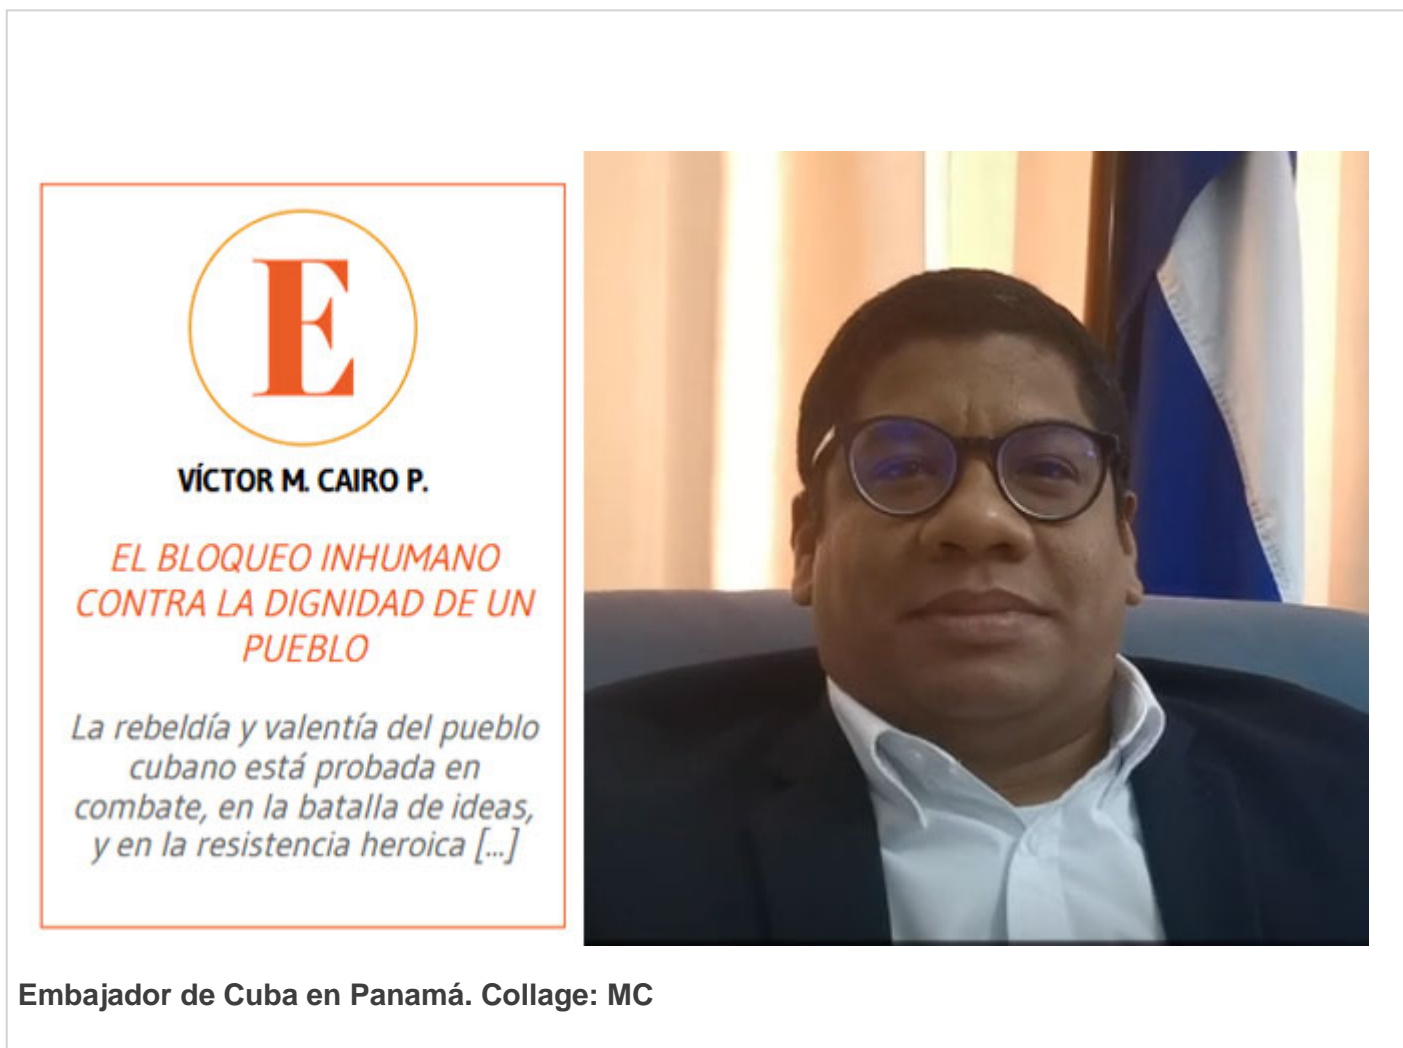 E
VÍCTOR M. CAIRO P.
EL BLOQUEO INHUMANO
CONTRA LA DIGNIDAD DE UN
PUEBLO
La rebeldía y valentía del pueblo
cubano está probada en
combate, en la batalla de ideas,
y en la resistencia heroica [...]
Embajador de Cuba en Panamá. Collage: MC